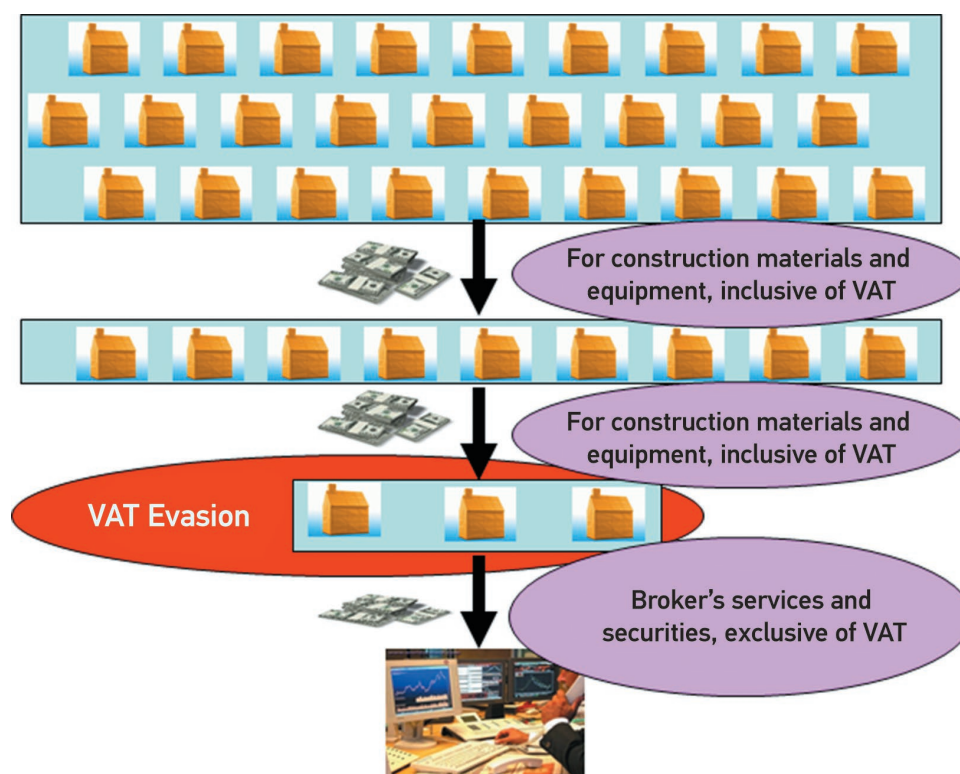 For construction materials and
equipment, inclusive of VAT
For construction materials and
equipment, inclusive of VAT
VAT Evasion
Broker’s services and
securities, exclusive of VAT